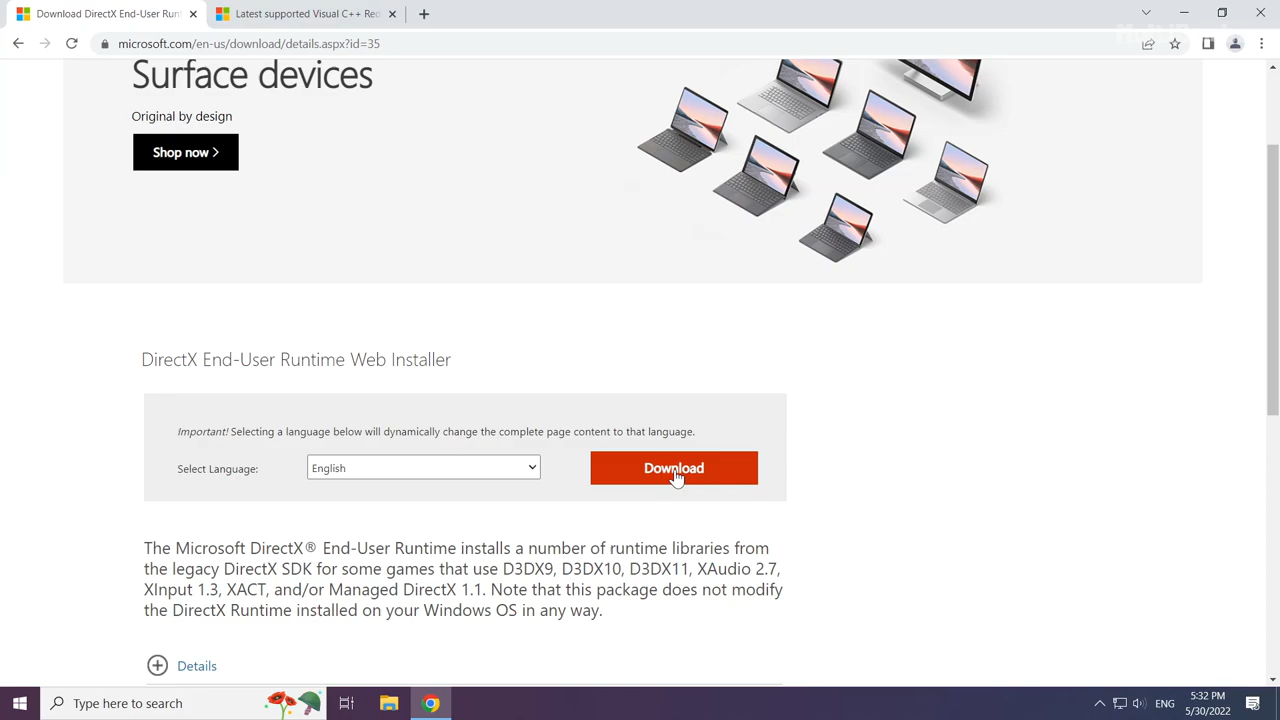 Download DirectX End-User Runt
Latest supported Visual C++ Red
microsoft.com/en-us/download/details.aspx?id=35
Surface devices
Original by design
Shop now
DirectX End-User Runtime Web Installer
Important! Selecting a language below will dynamically change the complete page content to that language.
Select Language:
English
Download
The Microsoft DirectX® End-User Runtime installs a number of runtime libraries from
the legacy DirectX SDK for some games that use D3DX9, D3DX10, D3DX11, XAudio 2.7,
XInput 1.3, XACT, and/or Managed DirectX 1.1. Note that this package does not modify
the DirectX Runtime installed on your Windows OS in any way.
Details
Type here to search
ENG
5:32 PM
5/30/2022